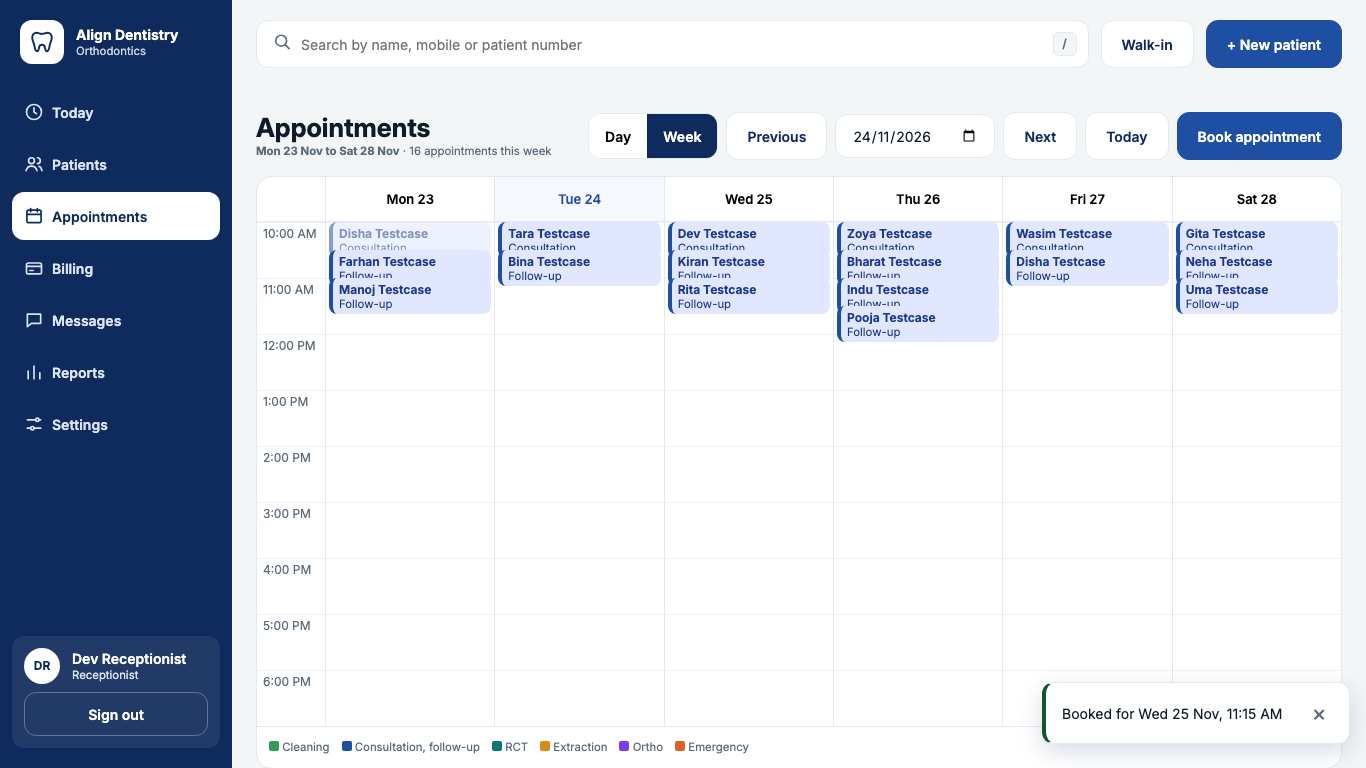 Align Dentistry
Orthodontics
Today
Patients
Appointments
Billing
Messages
Reports
Settings
DR
Dev Receptionist
Receptionist
Sign out
Search by name, mobile or patient number
/
Walk-in
+ New patient
Appointments
Mon 23 Nov to Sat 28 Nov · 16 appointments this week
Day
Week
Previous
24/11/2026
Next
Today
Book appointment
Mon 23
Tue 24
Wed 25
Thu 26
Fri 27
Sat 28
10:00 AM
11:00 AM
12:00 PM
1:00 PM
2:00 PM
3:00 PM
4:00 PM
5:00 PM
6:00 PM
Disha Testcase
Consultation
Farhan Testcase
Follow-up
Manoj Testcase
Follow-up
Tara Testcase
Consultation
Bina Testcase
Follow-up
Dev Testcase
Consultation
Kiran Testcase
Follow-up
Rita Testcase
Follow-up
Zoya Testcase
Consultation
Bharat Testcase
Follow-up
Indu Testcase
Follow-up
Pooja Testcase
Follow-up
Wasim Testcase
Consultation
Disha Testcase
Follow-up
Gita Testcase
Consultation
Neha Testcase
Follow-up
Uma Testcase
Follow-up
Cleaning
Consultation, follow-up
RCT
Extraction
Ortho
Emergency
Booked for Wed 25 Nov, 11:15 AM